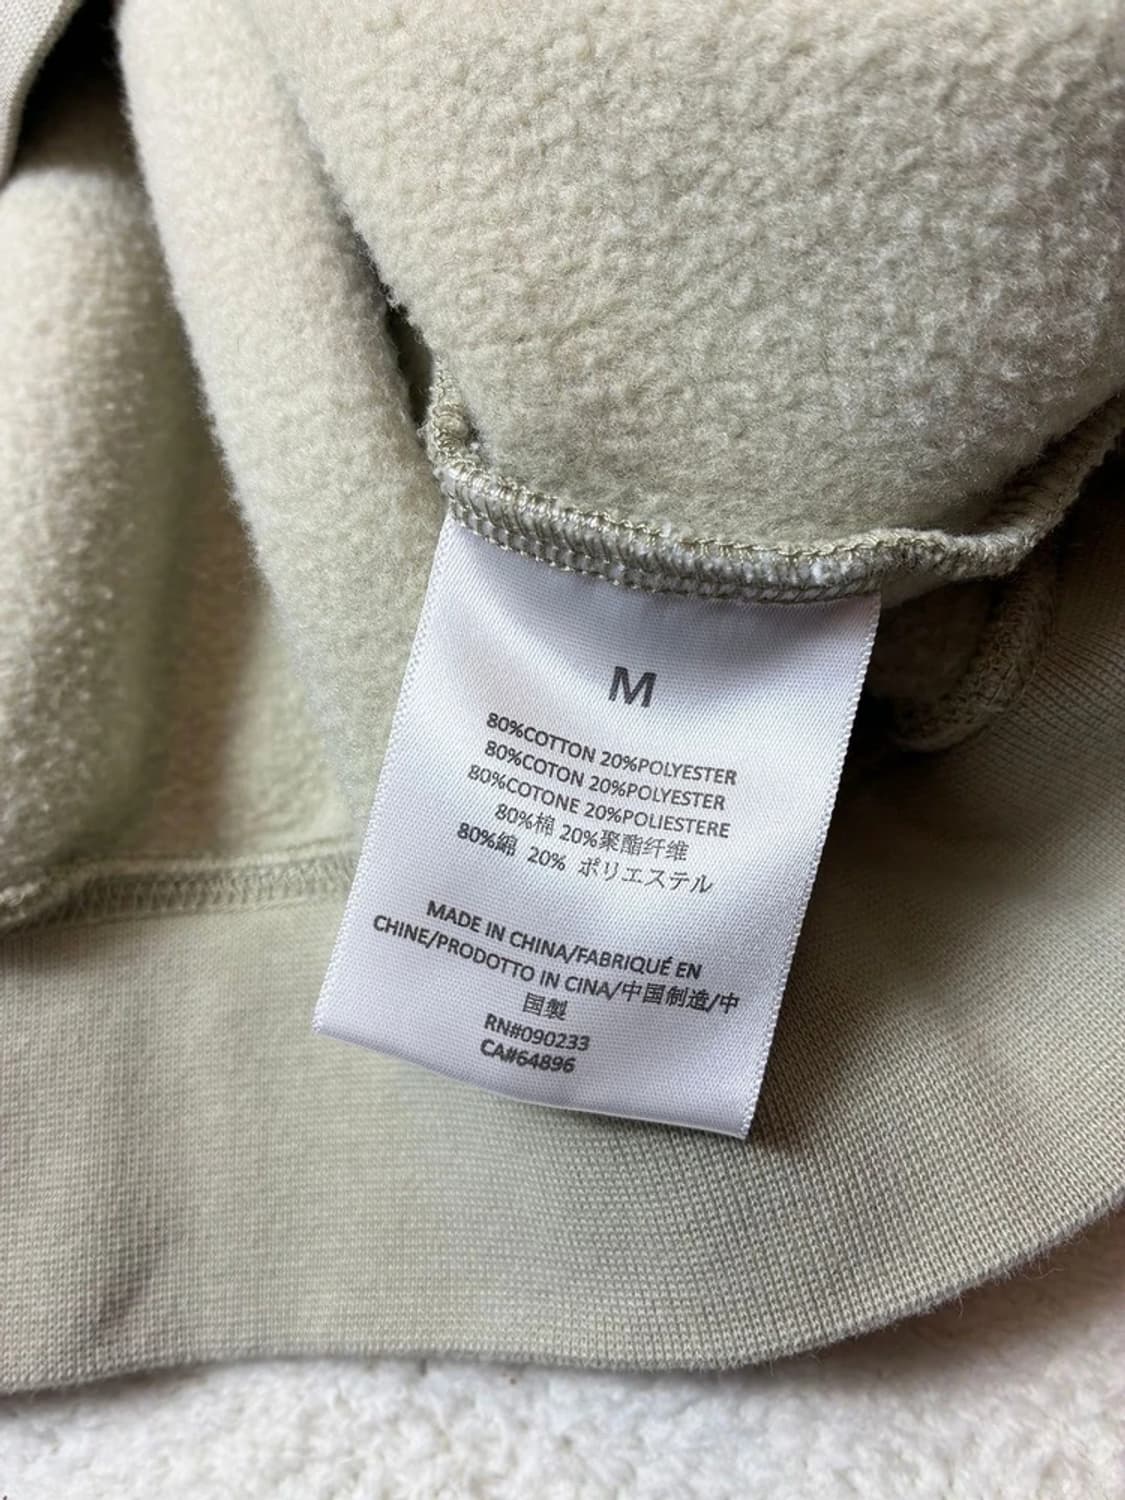 M
80%COTTON 20%POLYESTER
80%COTON 20%POLYESTER
80%COTONE 20%POLIESTERE
80%棉 20%聚酯纤维
80%綿 20% ポリエステル
MADE IN CHINA/FABRIQUÉ EN
CHINE/PRODOTTO IN CINA/中国制造/中
国製
RN#090233
CA#64896